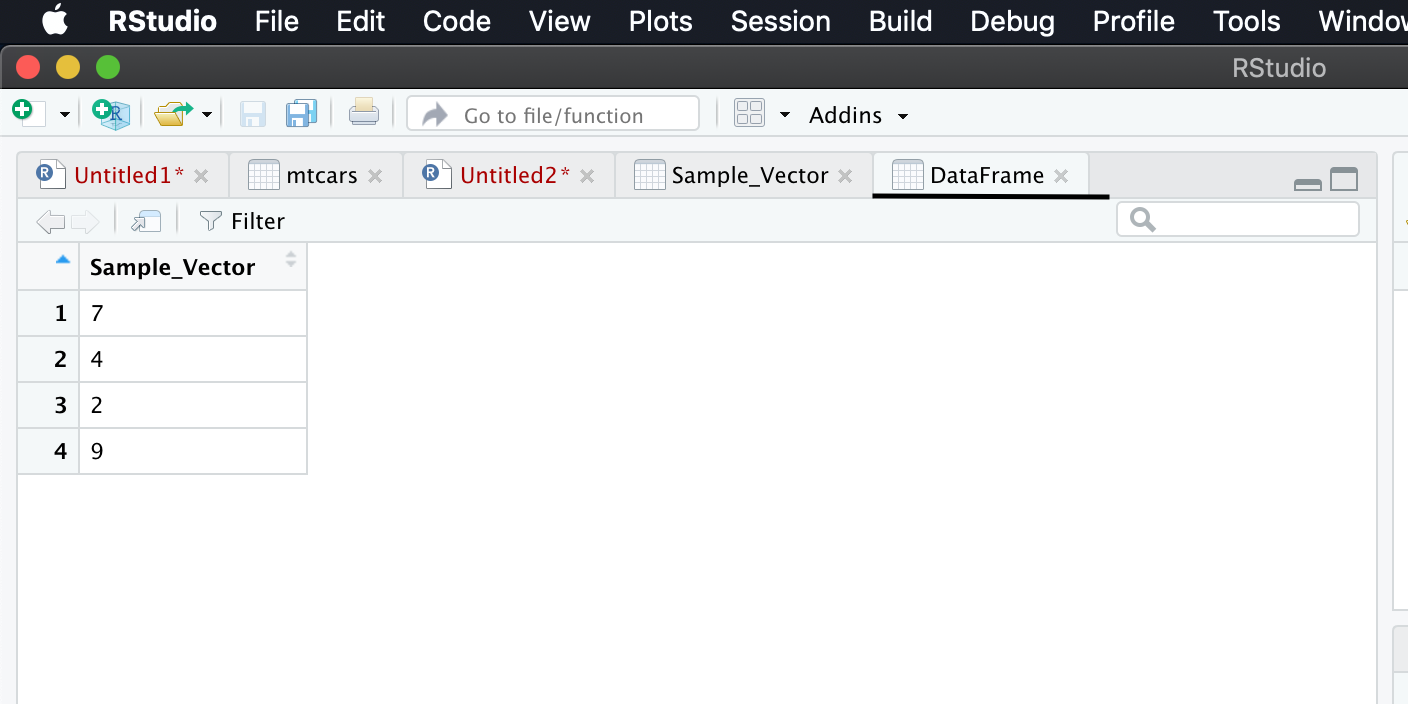 RStudio File Edit Code View Plots Session Build Debug Profile Tools Window
RStudio
R Go to file/function Addins
R Untitled1* mtcars R Untitled2* Sample_Vector DataFrame
Filter
Sample_Vector
1 7
2 4
3 2
4 9